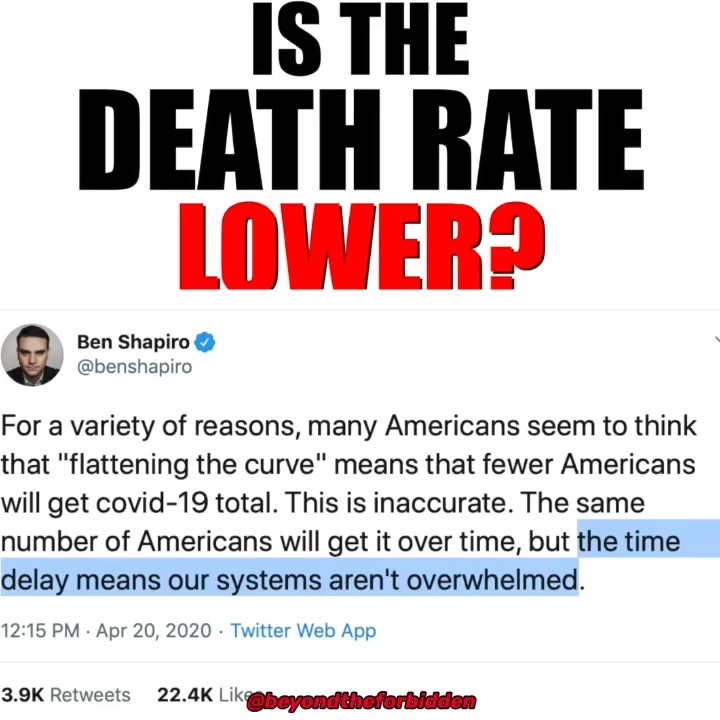 IS THE
DEATH RATE
LOWER?
Ben Shapiro
@benshapiro
For a variety of reasons, many Americans seem to think
that "flattening the curve" means that fewer Americans
will get covid-19 total. This is inaccurate. The same
number of Americans will get it over time, but the time
delay means our systems aren't overwhelmed.
12:15 PM · Apr 20, 2020 · Twitter Web App
3.9K Retweets 22.4K Like
@beyondtheforbidden